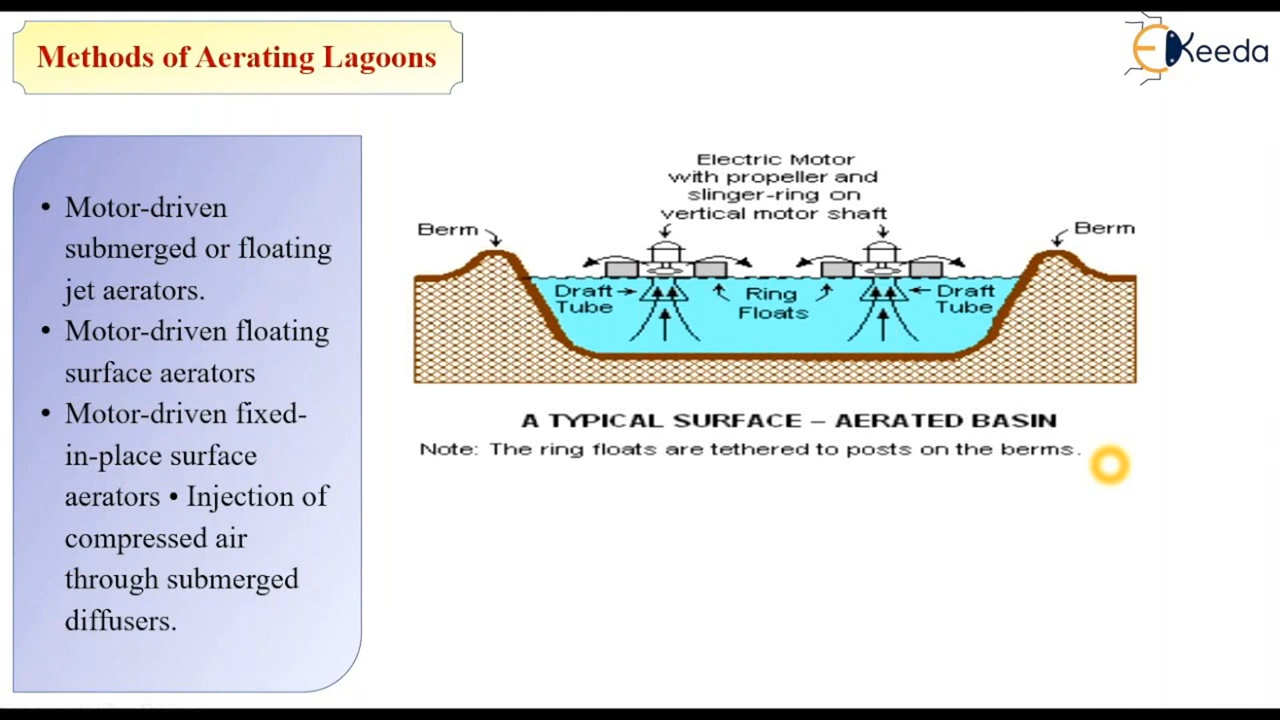 Methods of Aerating Lagoons
EKeeda
• Motor-driven
submerged or floating
jet aerators.
• Motor-driven floating
surface aerators
• Motor-driven fixed-
in-place surface
aerators • Injection of
compressed air
through submerged
diffusers.
Electric Motor
with propeller and
slinger-ring on
vertical motor shaft
Berm
Berm
Draft
Tube
Ring
Floats
Draft
Tube
A TYPICAL SURFACE – AERATED BASIN
Note: The ring floats are tethered to posts on the berms.